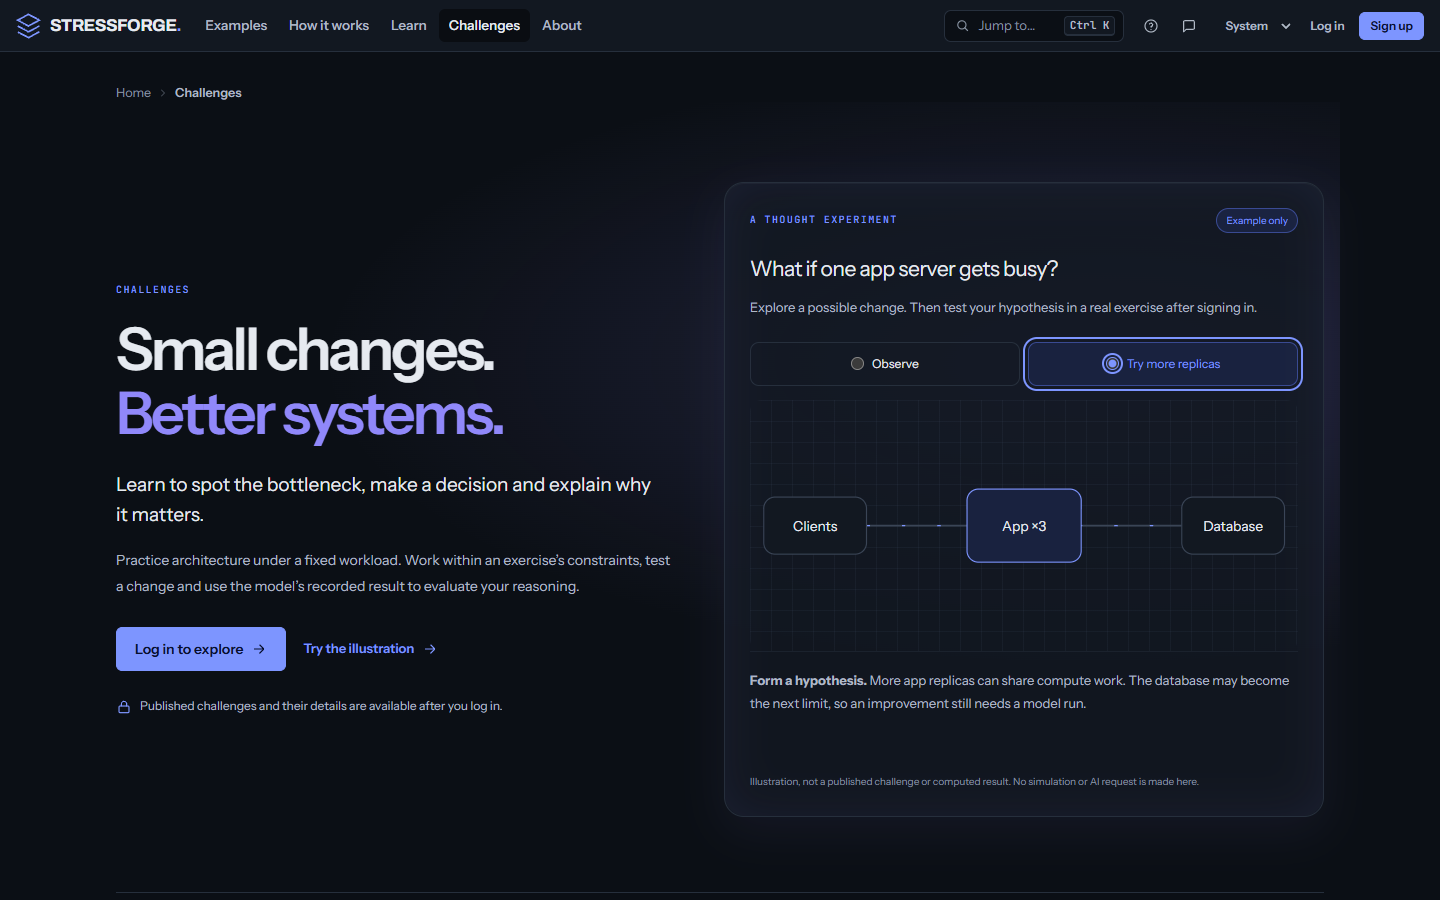 STRESSFORGE.
Examples
How it works
Learn
Challenges
About
Jump to...
Ctrl K
System
Log in
Sign up
Home
Challenges
CHALLENGES
Small changes.
Better systems.
Learn to spot the bottleneck, make a decision and explain why
it matters.
Practice architecture under a fixed workload. Work within an exercise's constraints, test
a change and use the model's recorded result to evaluate your reasoning.
Log in to explore →
Try the illustration →
Published challenges and their details are available after you log in.
A THOUGHT EXPERIMENT
Example only
What if one app server gets busy?
Explore a possible change. Then test your hypothesis in a real exercise after signing in.
Observe
Try more replicas
Clients
App ×3
Database
Form a hypothesis. More app replicas can share compute work. The database may become
the next limit, so an improvement still needs a model run.
Illustration, not a published challenge or computed result. No simulation or AI request is made here.